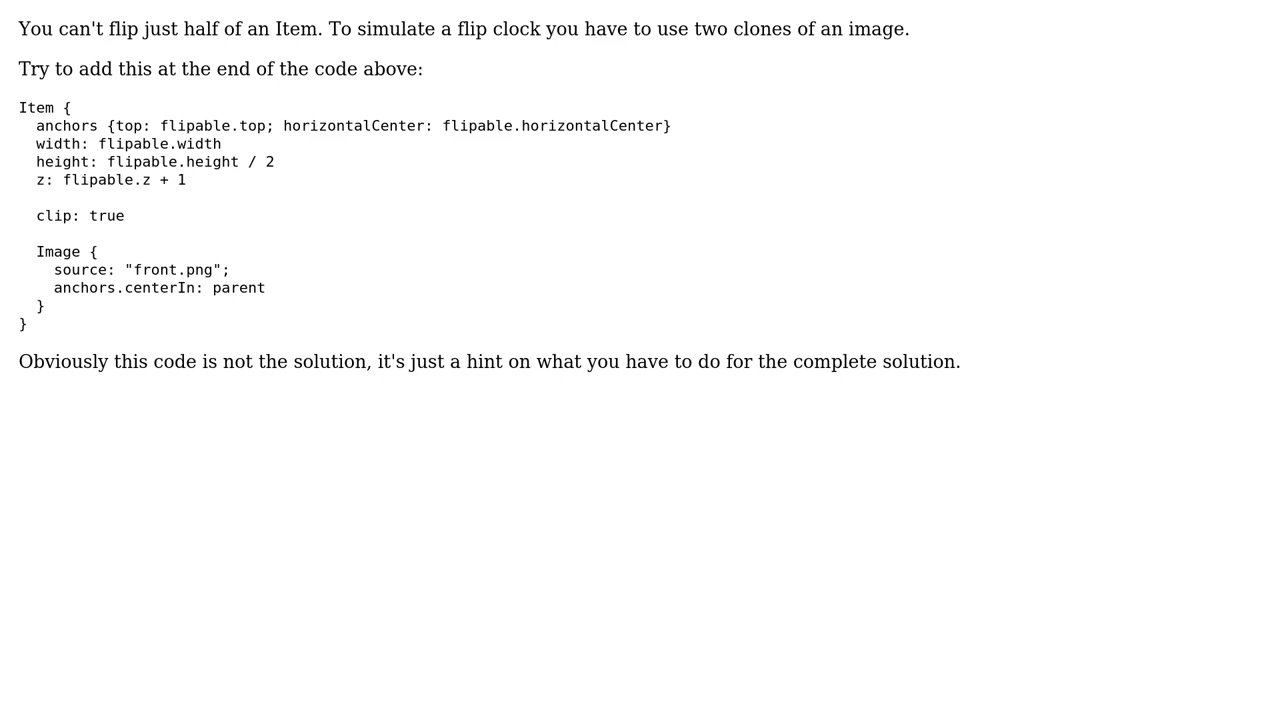 You can't flip just half of an Item. To simulate a flip clock you have to use two clones of an image.
Try to add this at the end of the code above:
Item {
  anchors {top: flipable.top; horizontalCenter: flipable.horizontalCenter}
  width: flipable.width
  height: flipable.height / 2
  z: flipable.z + 1

  clip: true

  Image {
    source: "front.png";
    anchors.centerIn: parent
  }
}
Obviously this code is not the solution, it's just a hint on what you have to do for the complete solution.